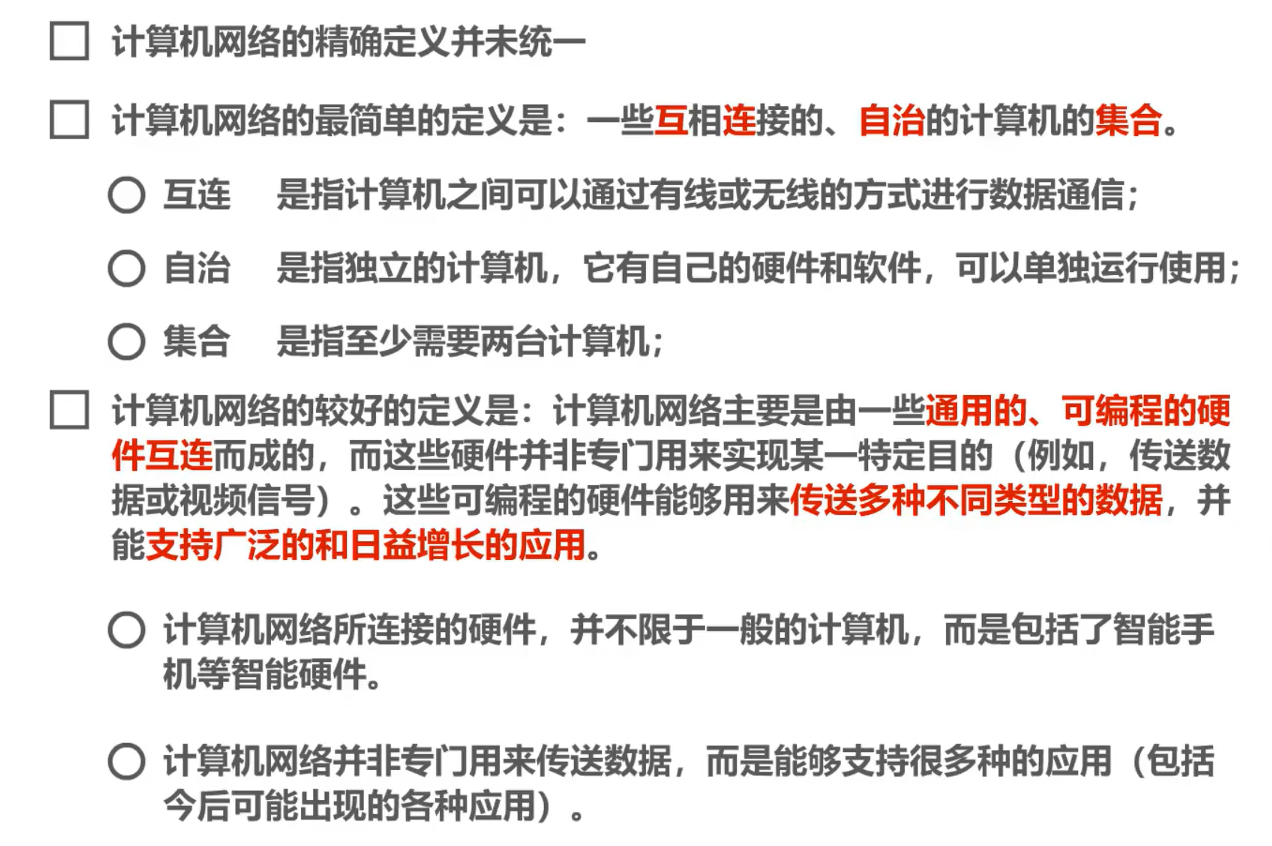 计算机网络的精确定义并未统一
计算机网络的最简单的定义是：一些互相连接的、自治的计算机的集合。
互连 是指计算机之间可以通过有线或无线的方式进行数据通信；
自治 是指独立的计算机，它有自己的硬件和软件，可以单独运行使用；
集合 是指至少需要两台计算机；
计算机网络的较好的定义是：计算机网络主要是由一些通用的、可编程的硬
件互连而成的，而这些硬件并非专门用来实现某一特定目的（例如，传送数
据或视频信号）。这些可编程的硬件能够用来传送多种不同类型的数据，并
能支持广泛的和日益增长的应用。
计算机网络所连接的硬件，并不限于一般的计算机，而是包括了智能手
机等智能硬件。
计算机网络并非专门用来传送数据，而是能够支持很多种的应用（包括
今后可能出现的各种应用）。